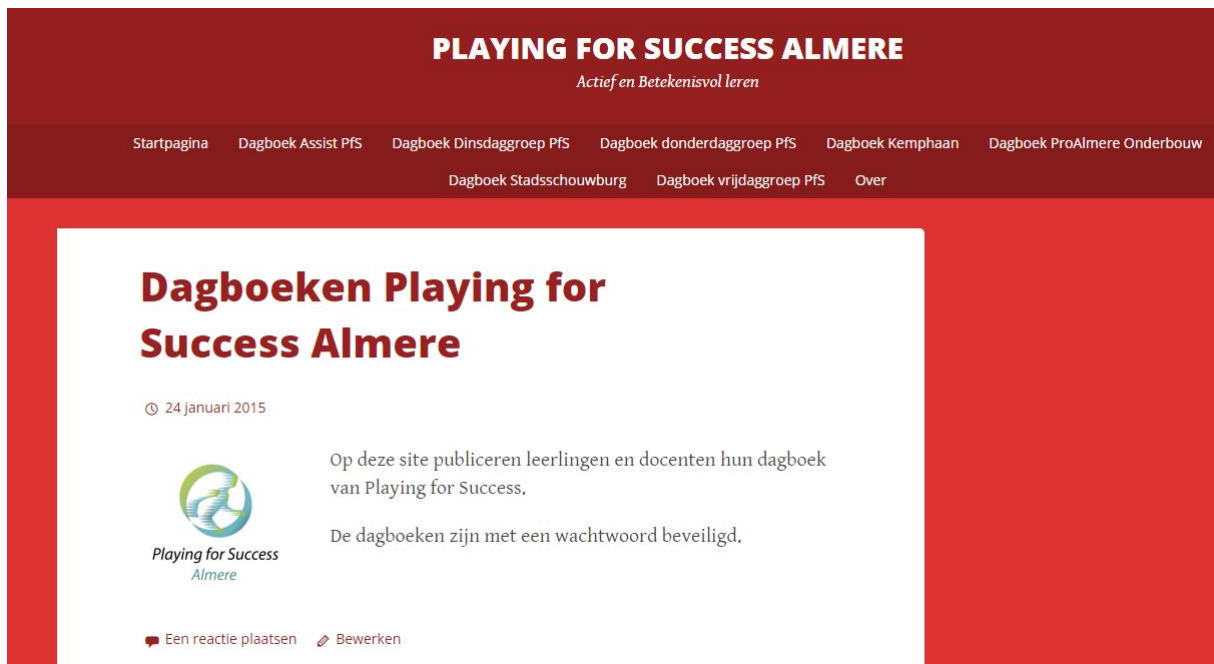 PLAYING FOR SUCCESS ALMERE
Actief en Betekenisvol leren
Startpagina Dagboek Assist PfS Dagboek Dinsdaggroep PfS Dagboek donderdaggroep PfS Dagboek Kemphaan Dagboek ProAlmere Onderbouw
Dagboek Stadsschouwburg Dagboek vrijdaggroep PfS Over
Dagboeken Playing for
Success Almere
24 januari 2015
Op deze site publiceren leerlingen en docenten hun dagboek
van Playing for Success.
De dagboeken zijn met een wachtwoord beveiligd.
Playing for Success
Almere
Een reactie plaatsen Bewerken